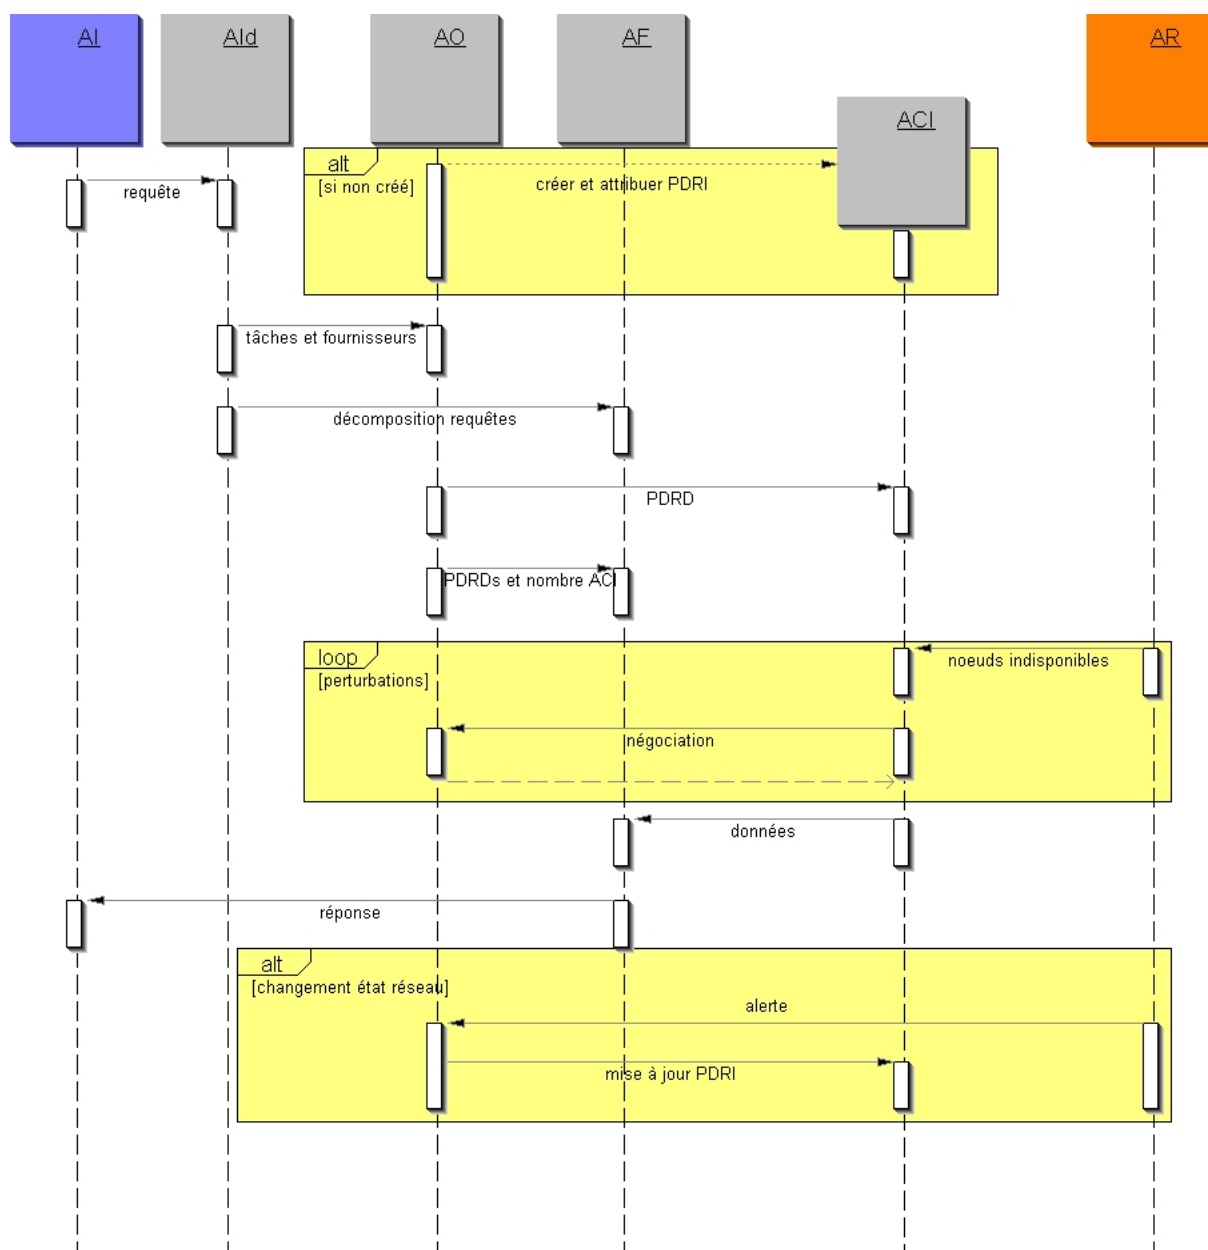 AI
AId
AO
AF
AR
ACI
alt
[si non créé]
créer et attribuer PDRI
requête
tâches et fournisseurs
décomposition requêtes
PDRD
PDRDs et nombre ACI
loop
[perturbations]
noeuds indisponibles
négociation
données
réponse
alt
[changement état réseau]
alerte
mise à jour PDRI